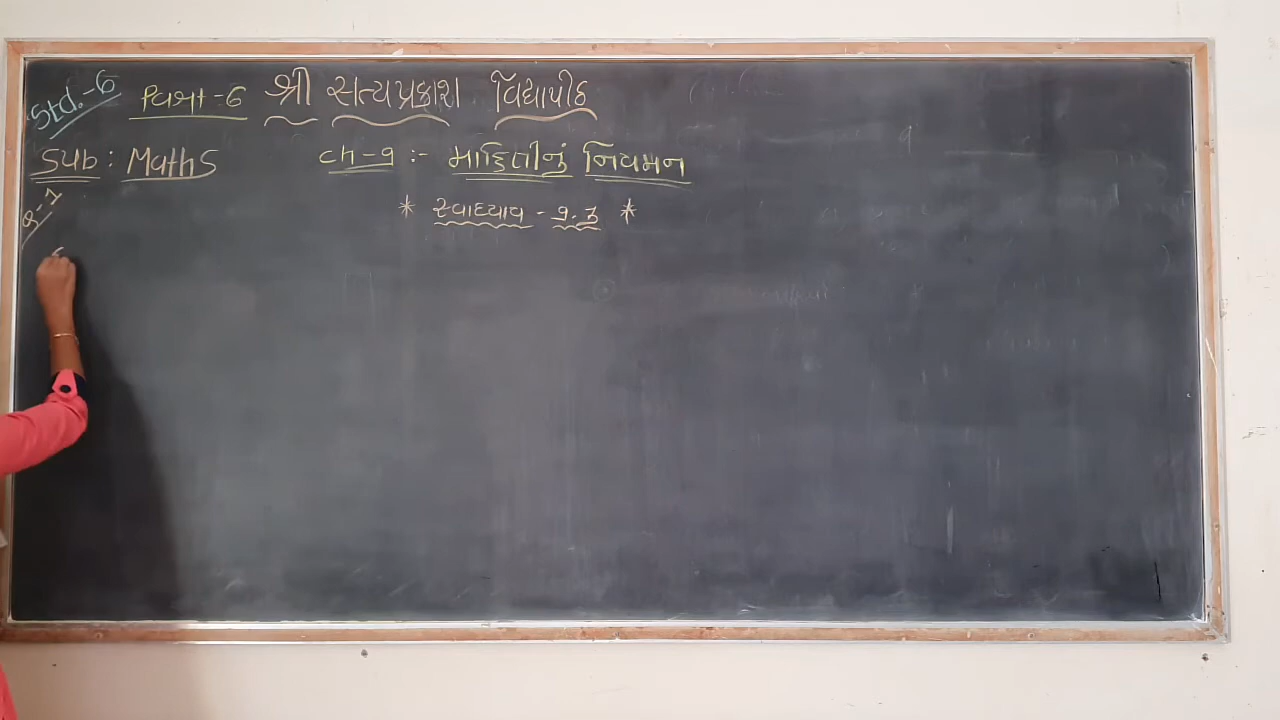 Std.-6 વિભા-6 શ્રી સત્યપ્રકાશ વિદ્યાપીઠ
Sub : Maths ch-9 :- માહિતીનું નિયમન
* સ્વાધ્યાય - 9.3 *